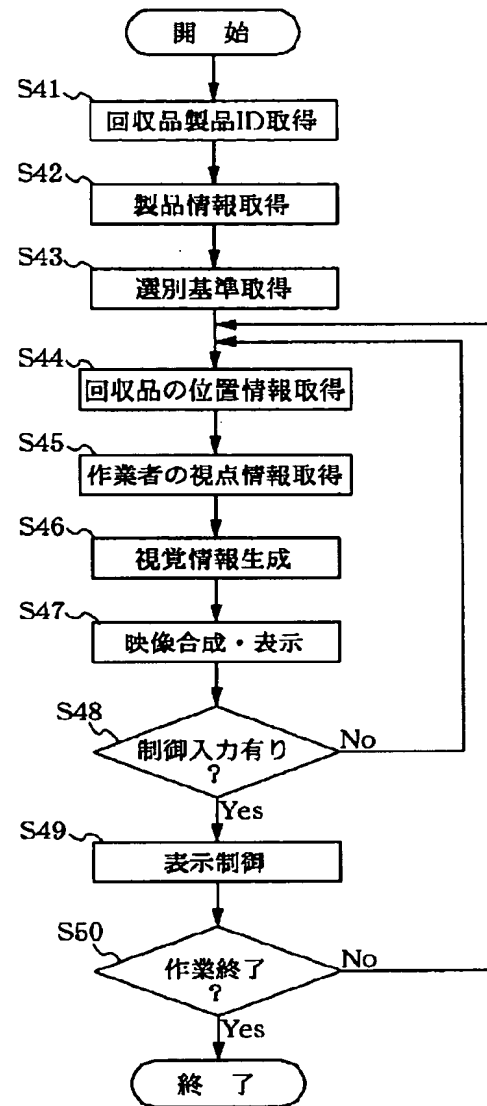 開　始
S41
回収品製品ID取得
S42
製品情報取得
S43
選別基準取得
S44
回収品の位置情報取得
S45
作業者の視点情報取得
S46
視覚情報生成
S47
映像合成・表示
S48
制御入力有り
?
No
Yes
S49
表示制御
S50
作業終了
?
No
Yes
終　了